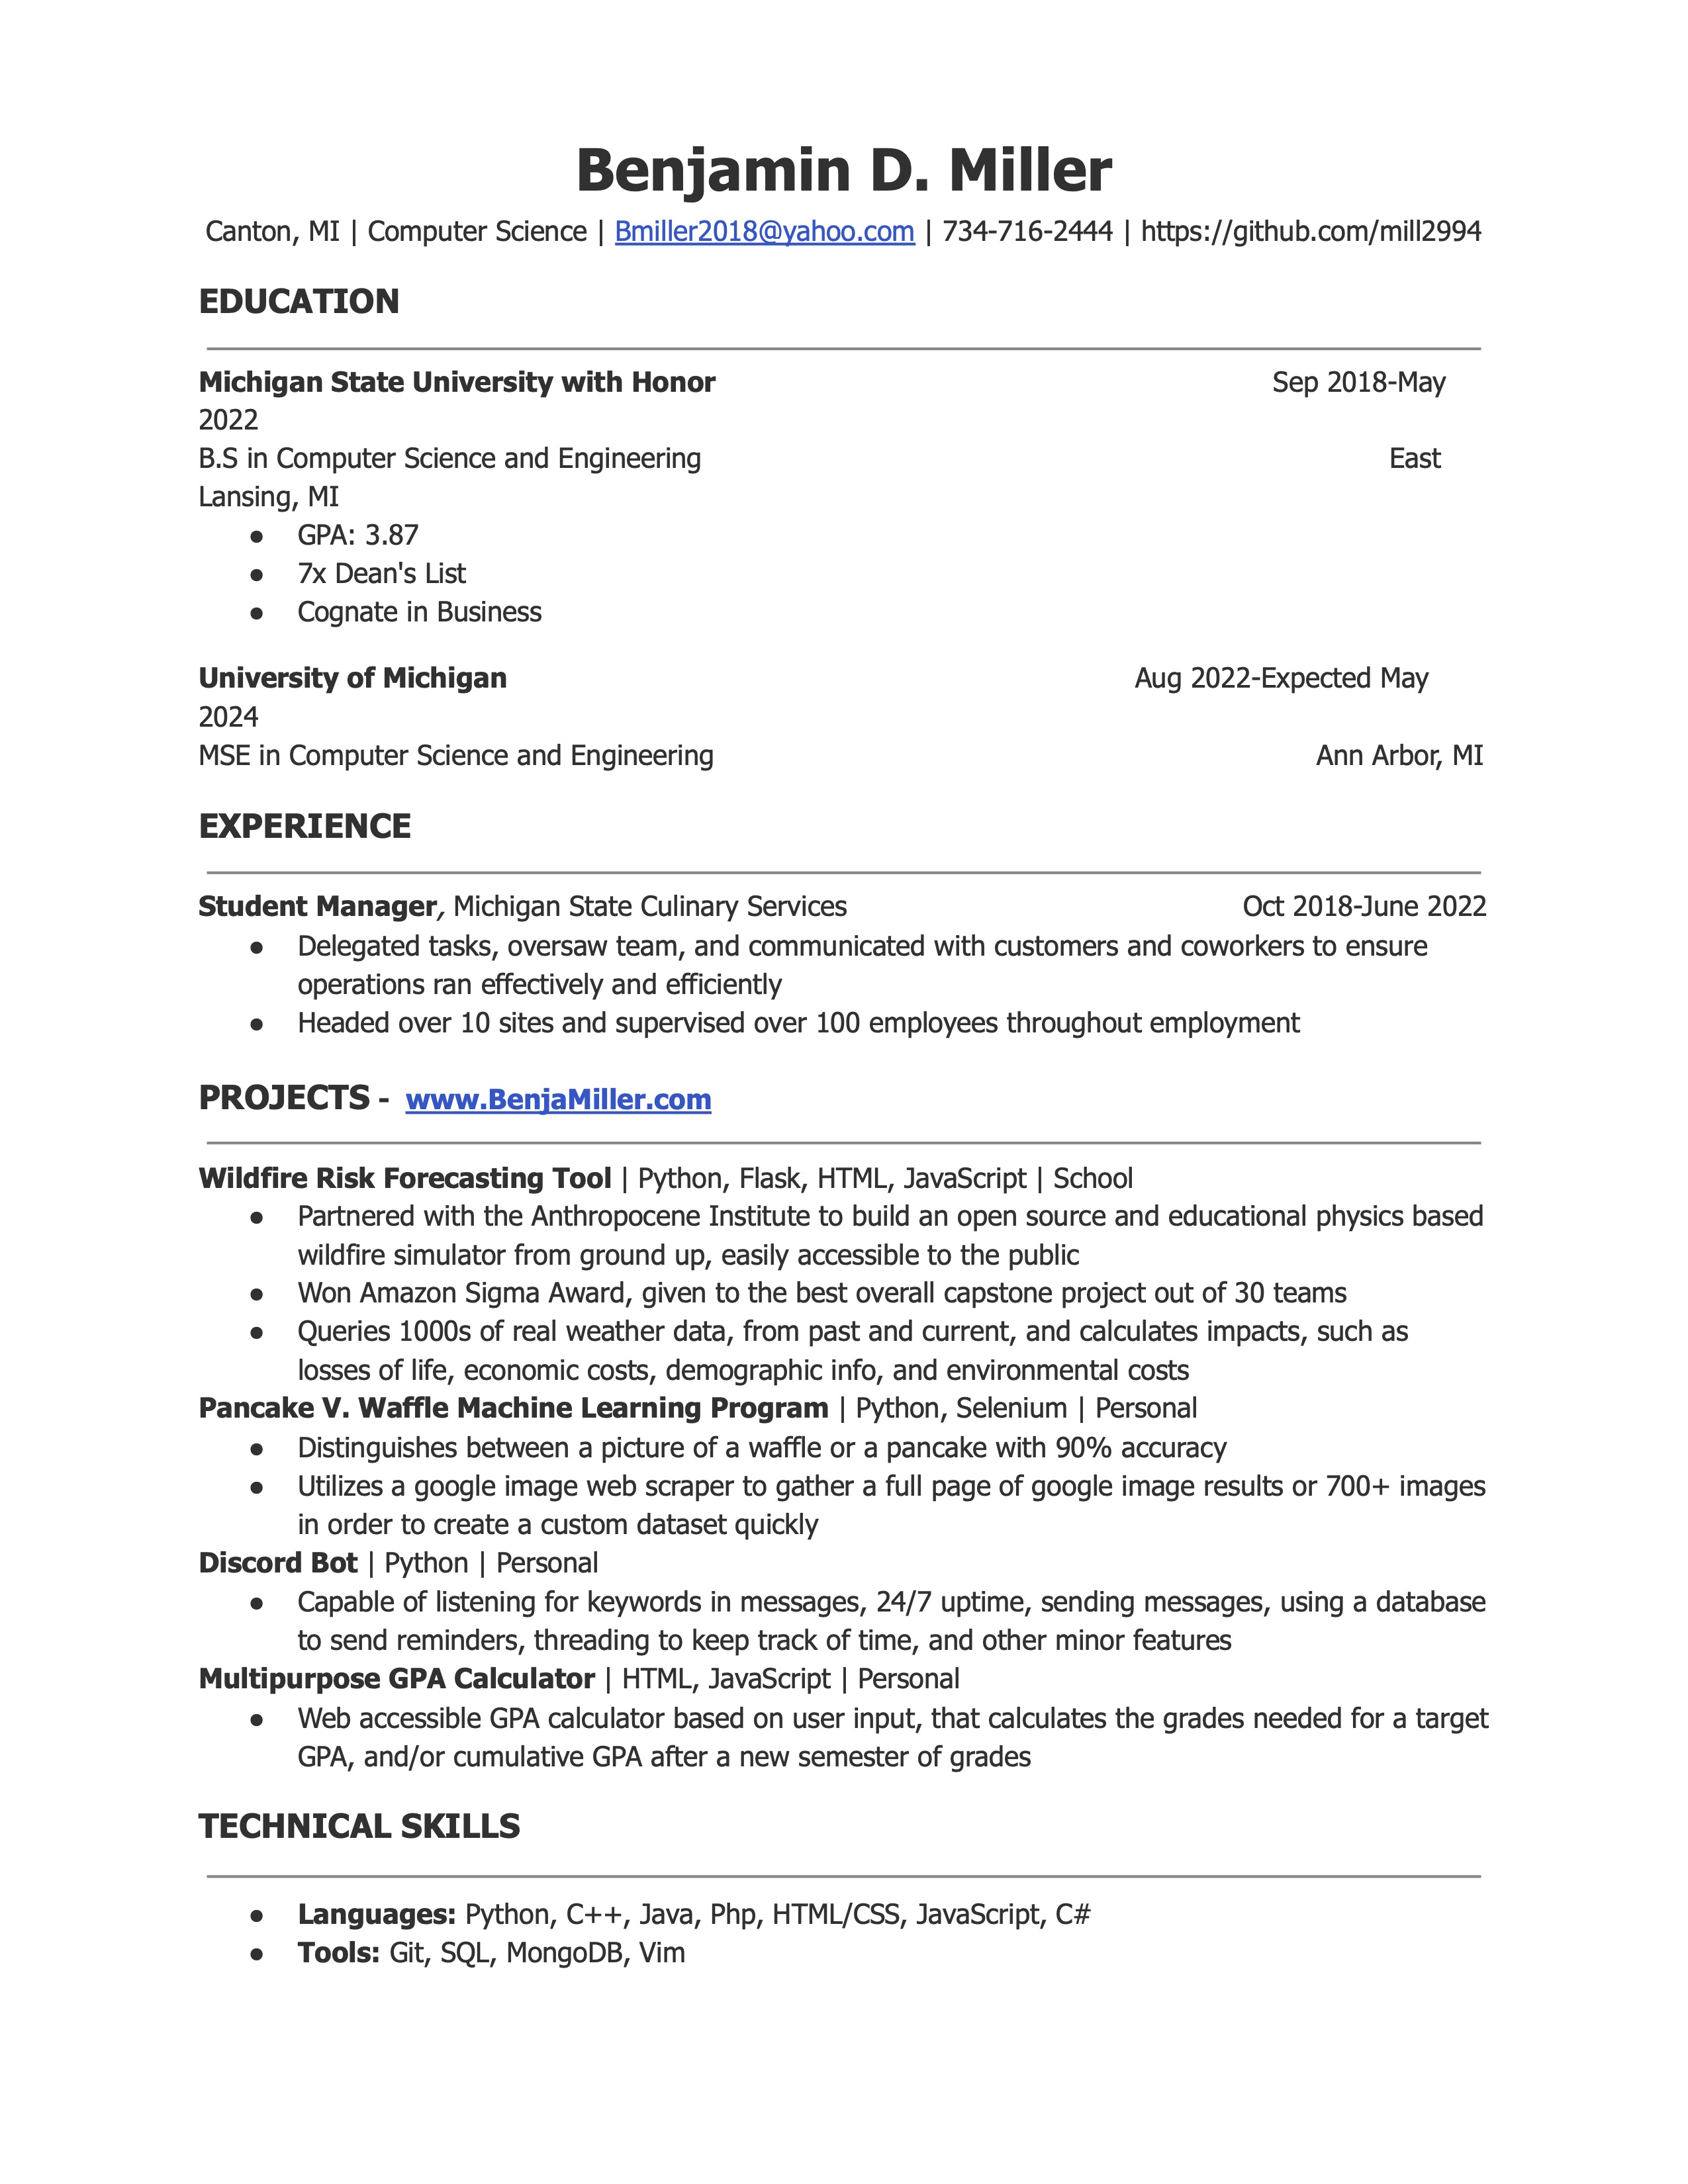 Benjamin D. Miller
Canton, MI | Computer Science | Bmiller2018@yahoo.com | 734-716-2444 | https://github.com/mill2994
EDUCATION
Michigan State University with Honor Sep 2018-May
2022
B.S in Computer Science and Engineering East
Lansing, MI
● GPA: 3.87
● 7x Dean's List
● Cognate in Business
University of Michigan Aug 2022-Expected May
2024
MSE in Computer Science and Engineering Ann Arbor, MI
EXPERIENCE
Student Manager, Michigan State Culinary Services Oct 2018-June 2022
● Delegated tasks, oversaw team, and communicated with customers and coworkers to ensure
operations ran effectively and efficiently
● Headed over 10 sites and supervised over 100 employees throughout employment
PROJECTS - www.BenjaMiller.com
Wildfire Risk Forecasting Tool | Python, Flask, HTML, JavaScript | School
● Partnered with the Anthropocene Institute to build an open source and educational physics based
wildfire simulator from ground up, easily accessible to the public
● Won Amazon Sigma Award, given to the best overall capstone project out of 30 teams
● Queries 1000s of real weather data, from past and current, and calculates impacts, such as
losses of life, economic costs, demographic info, and environmental costs
Pancake V. Waffle Machine Learning Program | Python, Selenium | Personal
● Distinguishes between a picture of a waffle or a pancake with 90% accuracy
● Utilizes a google image web scraper to gather a full page of google image results or 700+ images
in order to create a custom dataset quickly
Discord Bot | Python | Personal
● Capable of listening for keywords in messages, 24/7 uptime, sending messages, using a database
to send reminders, threading to keep track of time, and other minor features
Multipurpose GPA Calculator | HTML, JavaScript | Personal
● Web accessible GPA calculator based on user input, that calculates the grades needed for a target
GPA, and/or cumulative GPA after a new semester of grades
TECHNICAL SKILLS
● Languages: Python, C++, Java, Php, HTML/CSS, JavaScript, C#
● Tools: Git, SQL, MongoDB, Vim